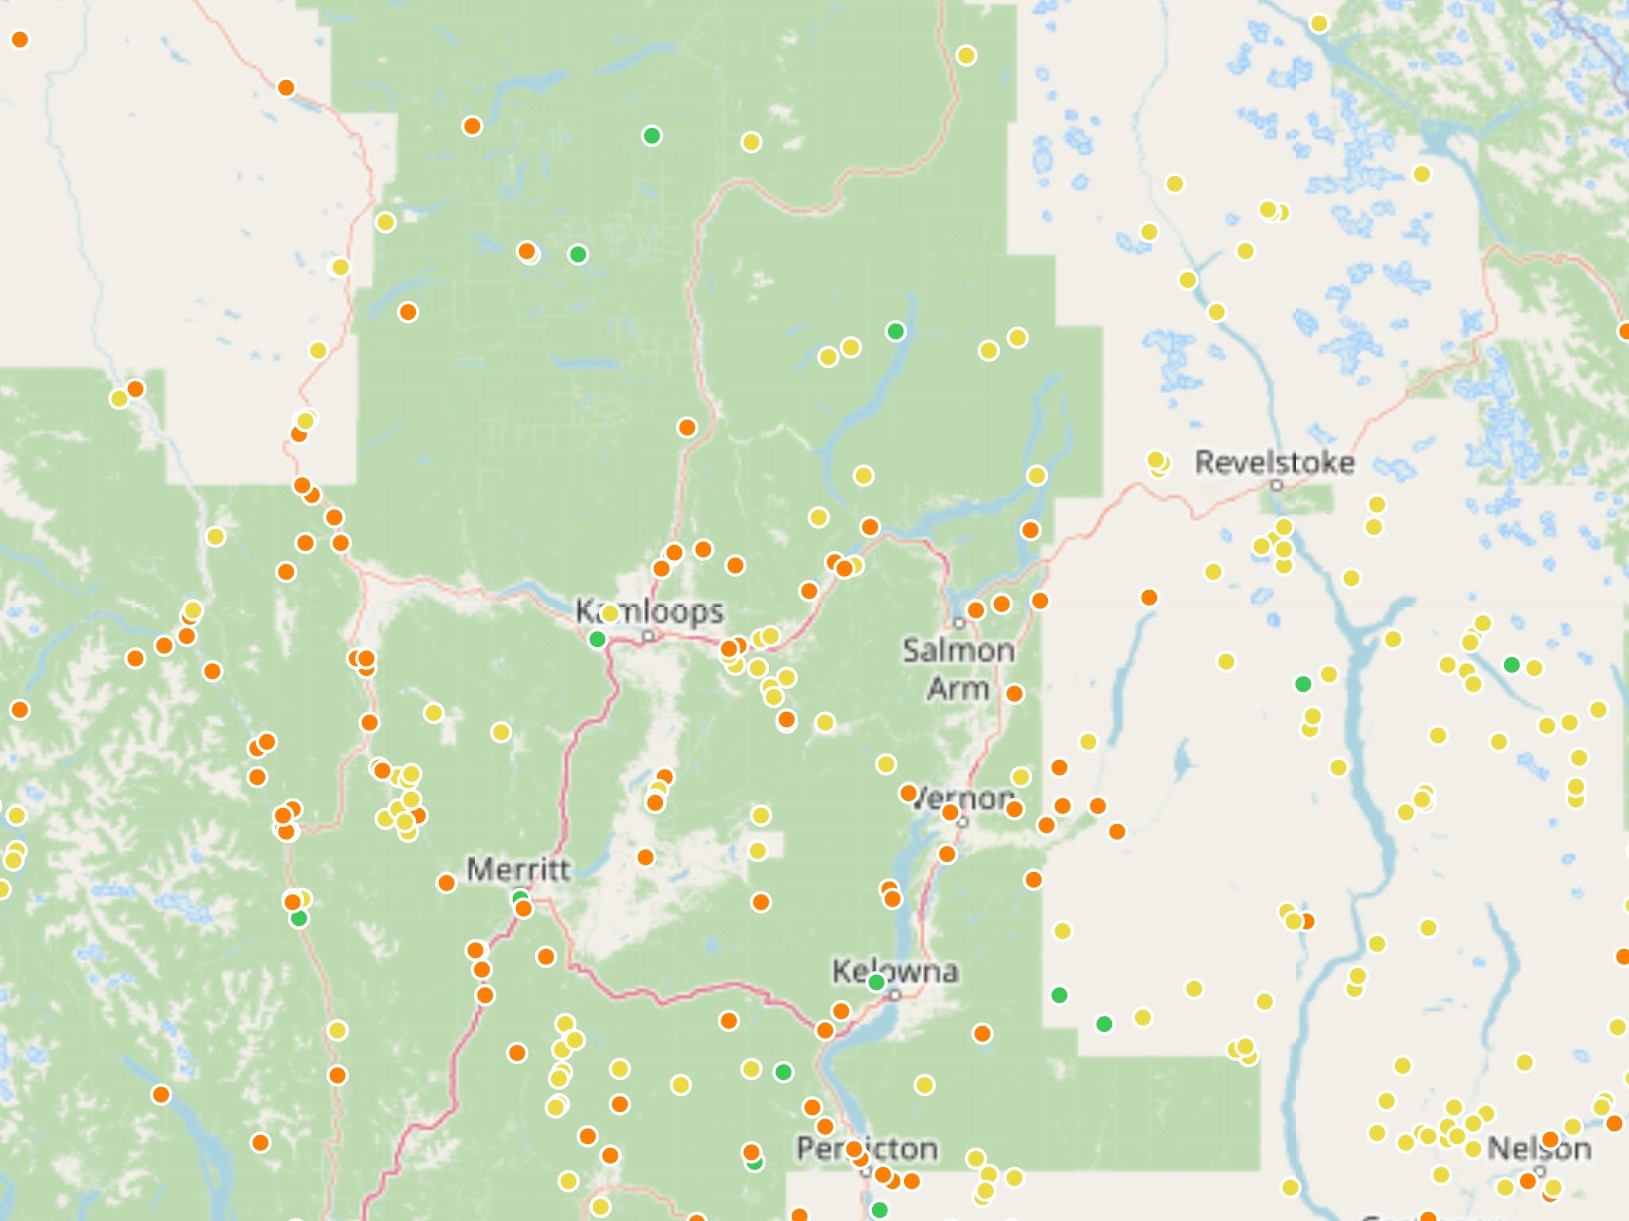 Revelstoke
Kamloops
Salmon
Arm
Vernon
Merritt
Kelowna
Penticton
Nelson